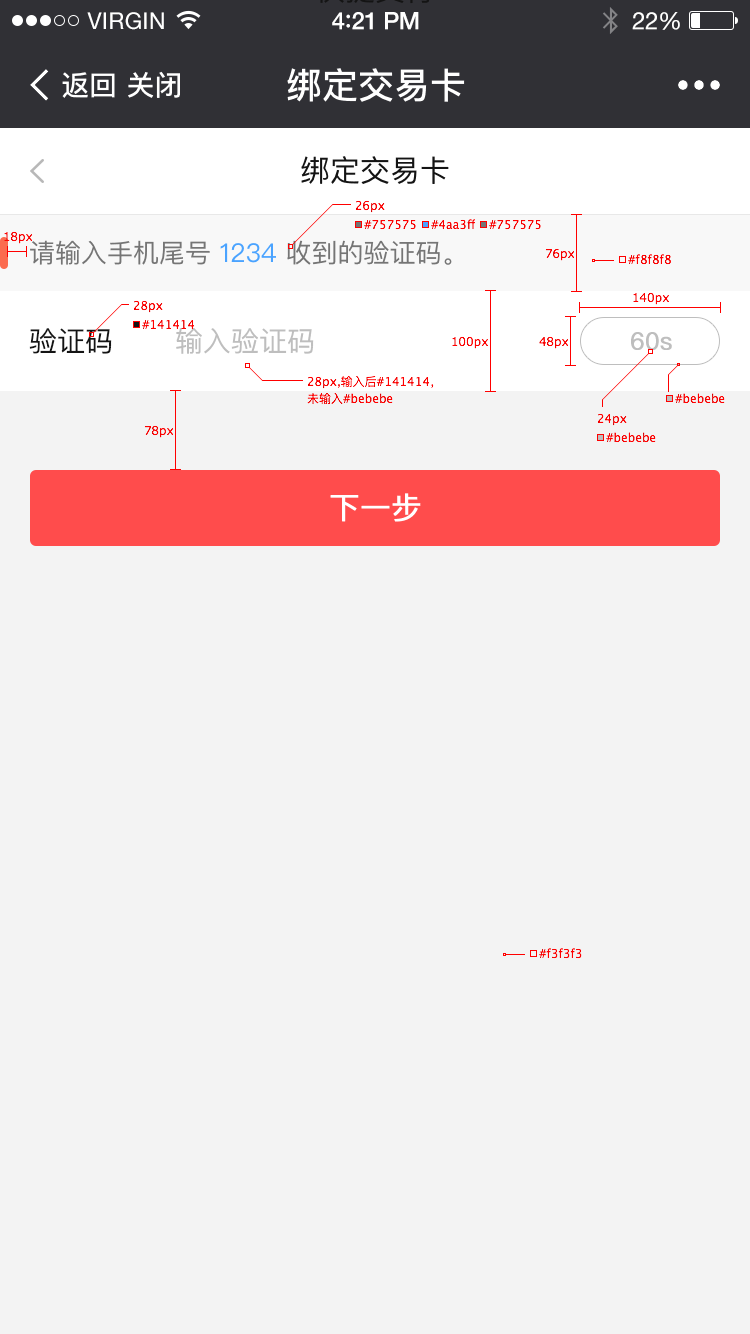 VIRGIN 4:21 PM 22%
返回 关闭 绑定交易卡
绑定交易卡
26px
#757575 #4aa3ff #757575
18px
请输入手机尾号 1234 收到的验证码。
76px
#f8f8f8
140px
28px
#141414
验证码 输入验证码
100px
48px
60s
28px,输入后#141414,
未输入#bebebe
#bebebe
24px
#bebebe
78px
下一步
#f3f3f3